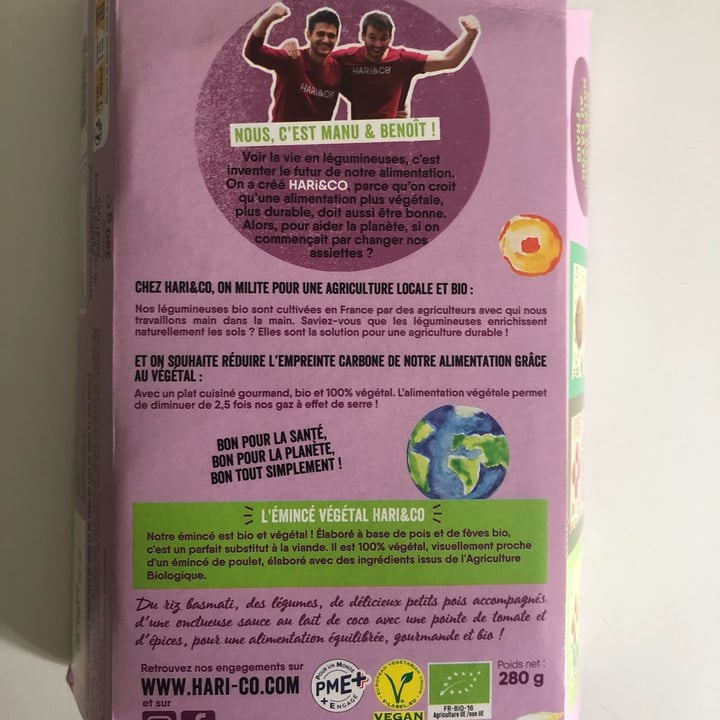 HARI&CO
HARI&CO
NOUS, C'EST MANU & BENOÎT !
Voir la vie en légumineuses, c'est
inventer le futur de notre alimentation.
On a créé HARi&CO, parce qu'on croit
qu'une alimentation plus végétale,
plus durable, doit aussi être bonne.
Alors, pour aider la planète, si on
commençait par changer nos
assiettes ?
CHEZ HARI&CO, ON MILITE POUR UNE AGRICULTURE LOCALE ET BIO :
Nos légumineuses bio sont cultivées en France par des agriculteurs avec qui nous
travaillons main dans la main. Saviez-vous que les légumineuses enrichissent
naturellement les sols ? Elles sont la solution pour une agriculture durable !
ET ON SOUHAITE RÉDUIRE L'EMPREINTE CARBONE DE NOTRE ALIMENTATION GRÂCE
AU VÉGÉTAL :
Avec un plat cuisiné gourmand, bio et 100% végétal. L'alimentation végétale permet
de diminuer de 2,5 fois nos gaz à effet de serre !
BON POUR LA SANTÉ,
BON POUR LA PLANÈTE,
BON TOUT SIMPLEMENT !
L'ÉMINCÉ VÉGÉTAL HARI&CO
Notre émincé est bio et végétal ! Élaboré à base de pois et de fèves bio,
c'est un parfait substitut à la viande. Il est 100% végétal, visuellement proche
d'un émincé de poulet, élaboré avec des ingrédients issus de l'Agriculture
Biologique.
Du riz basmati, des légumes, de délicieux petits pois accompagnés
d'une onctueuse sauce au lait de coco avec une pointe de tomate et
d'épices, pour une alimentation équilibrée, gourmande et bio !
Retrouvez nos engagements sur
WWW.HARI-CO.COM
et sur
POUR UN MONDE
PME+
+ ENGAGÉ
EUROPEAN VEGETARIAN UNION
V-LABEL.EU
VEGAN
FR-BIO-16
Agriculture UE /non UE
Poids net :
280 g
280 g e